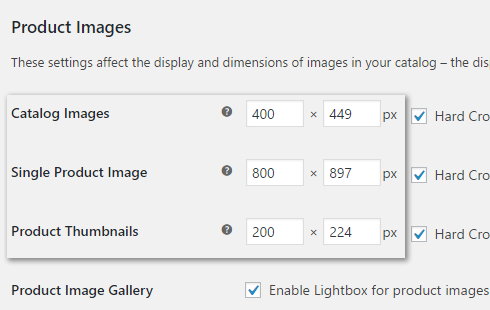 Product Images
These settings affect the display and dimensions of images in your catalog – the dis
Catalog Images ? 400 × 449 px Hard Cro
Single Product Image ? 800 × 897 px Hard Cro
Product Thumbnails ? 200 × 224 px Hard Cro
Product Image Gallery Enable Lightbox for product images